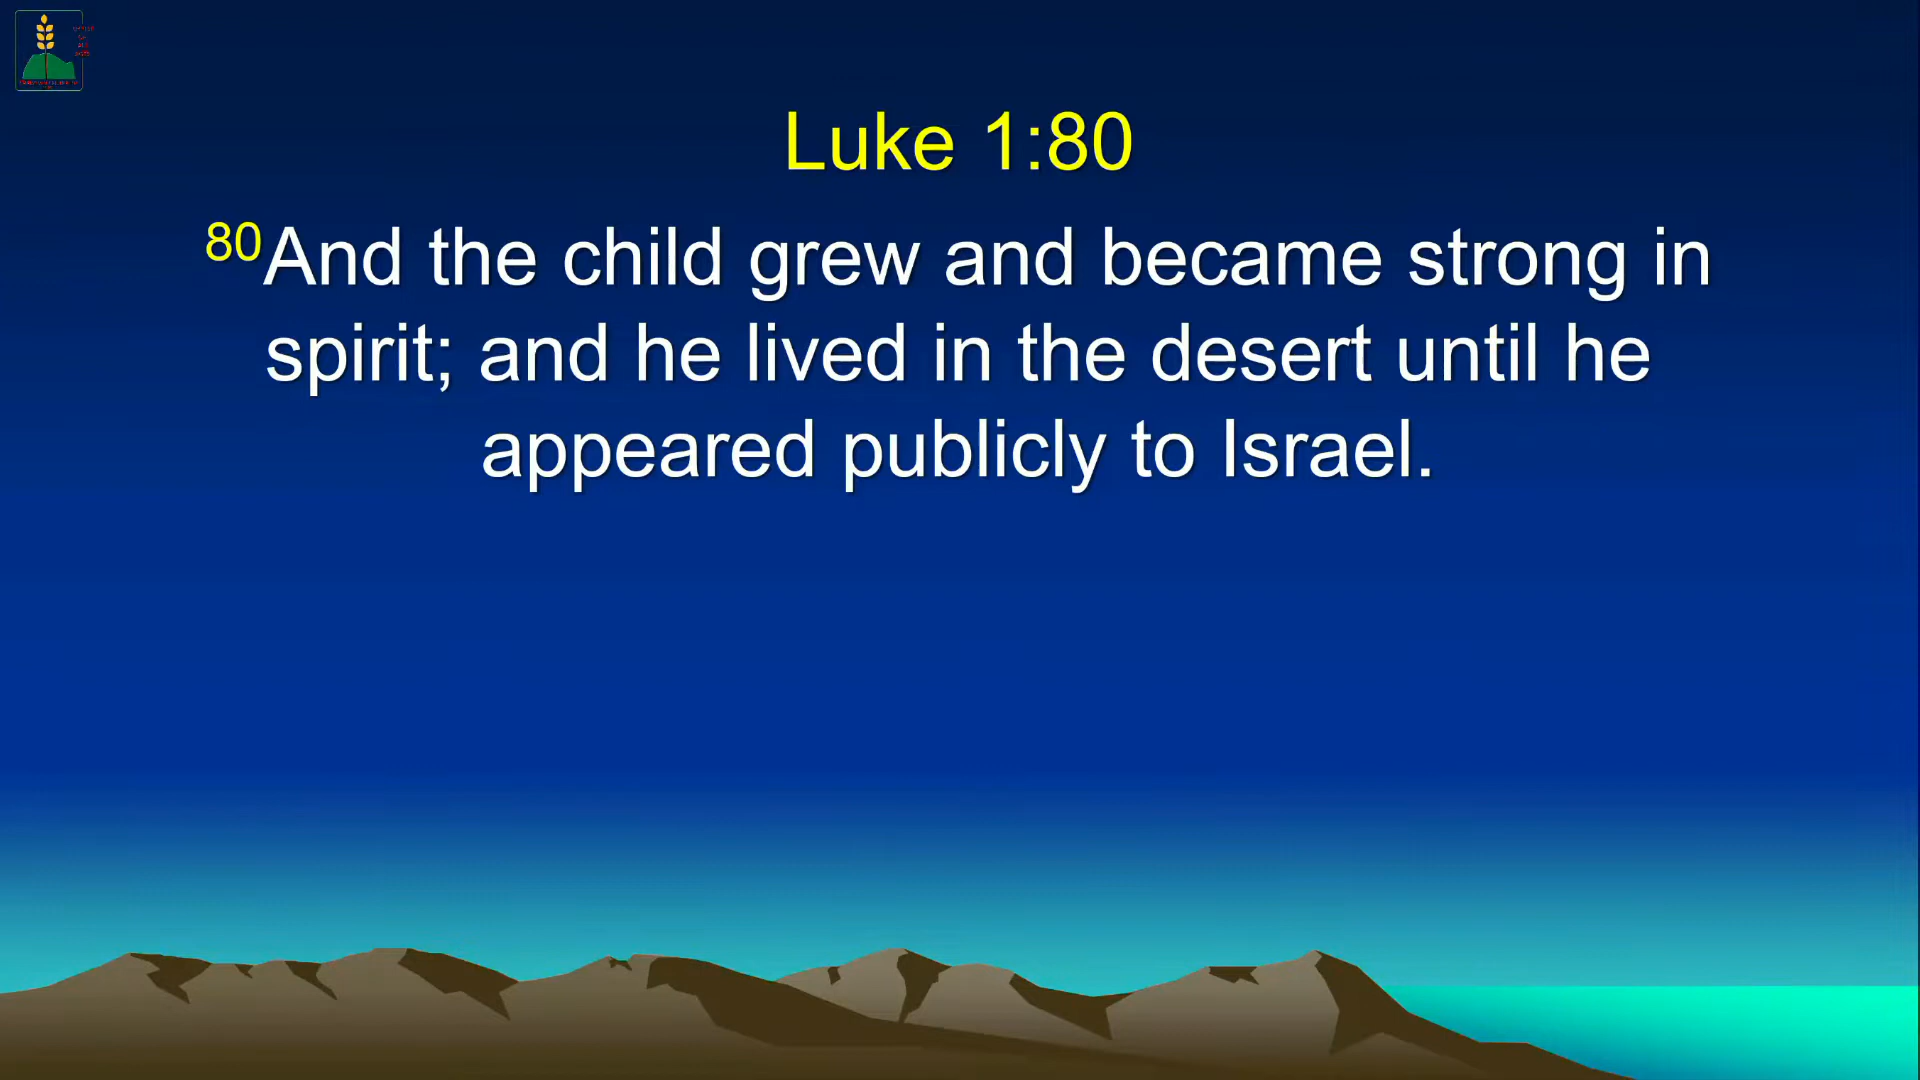 Luke 1:80
80And the child grew and became strong in
spirit; and he lived in the desert until he
appeared publicly to Israel.